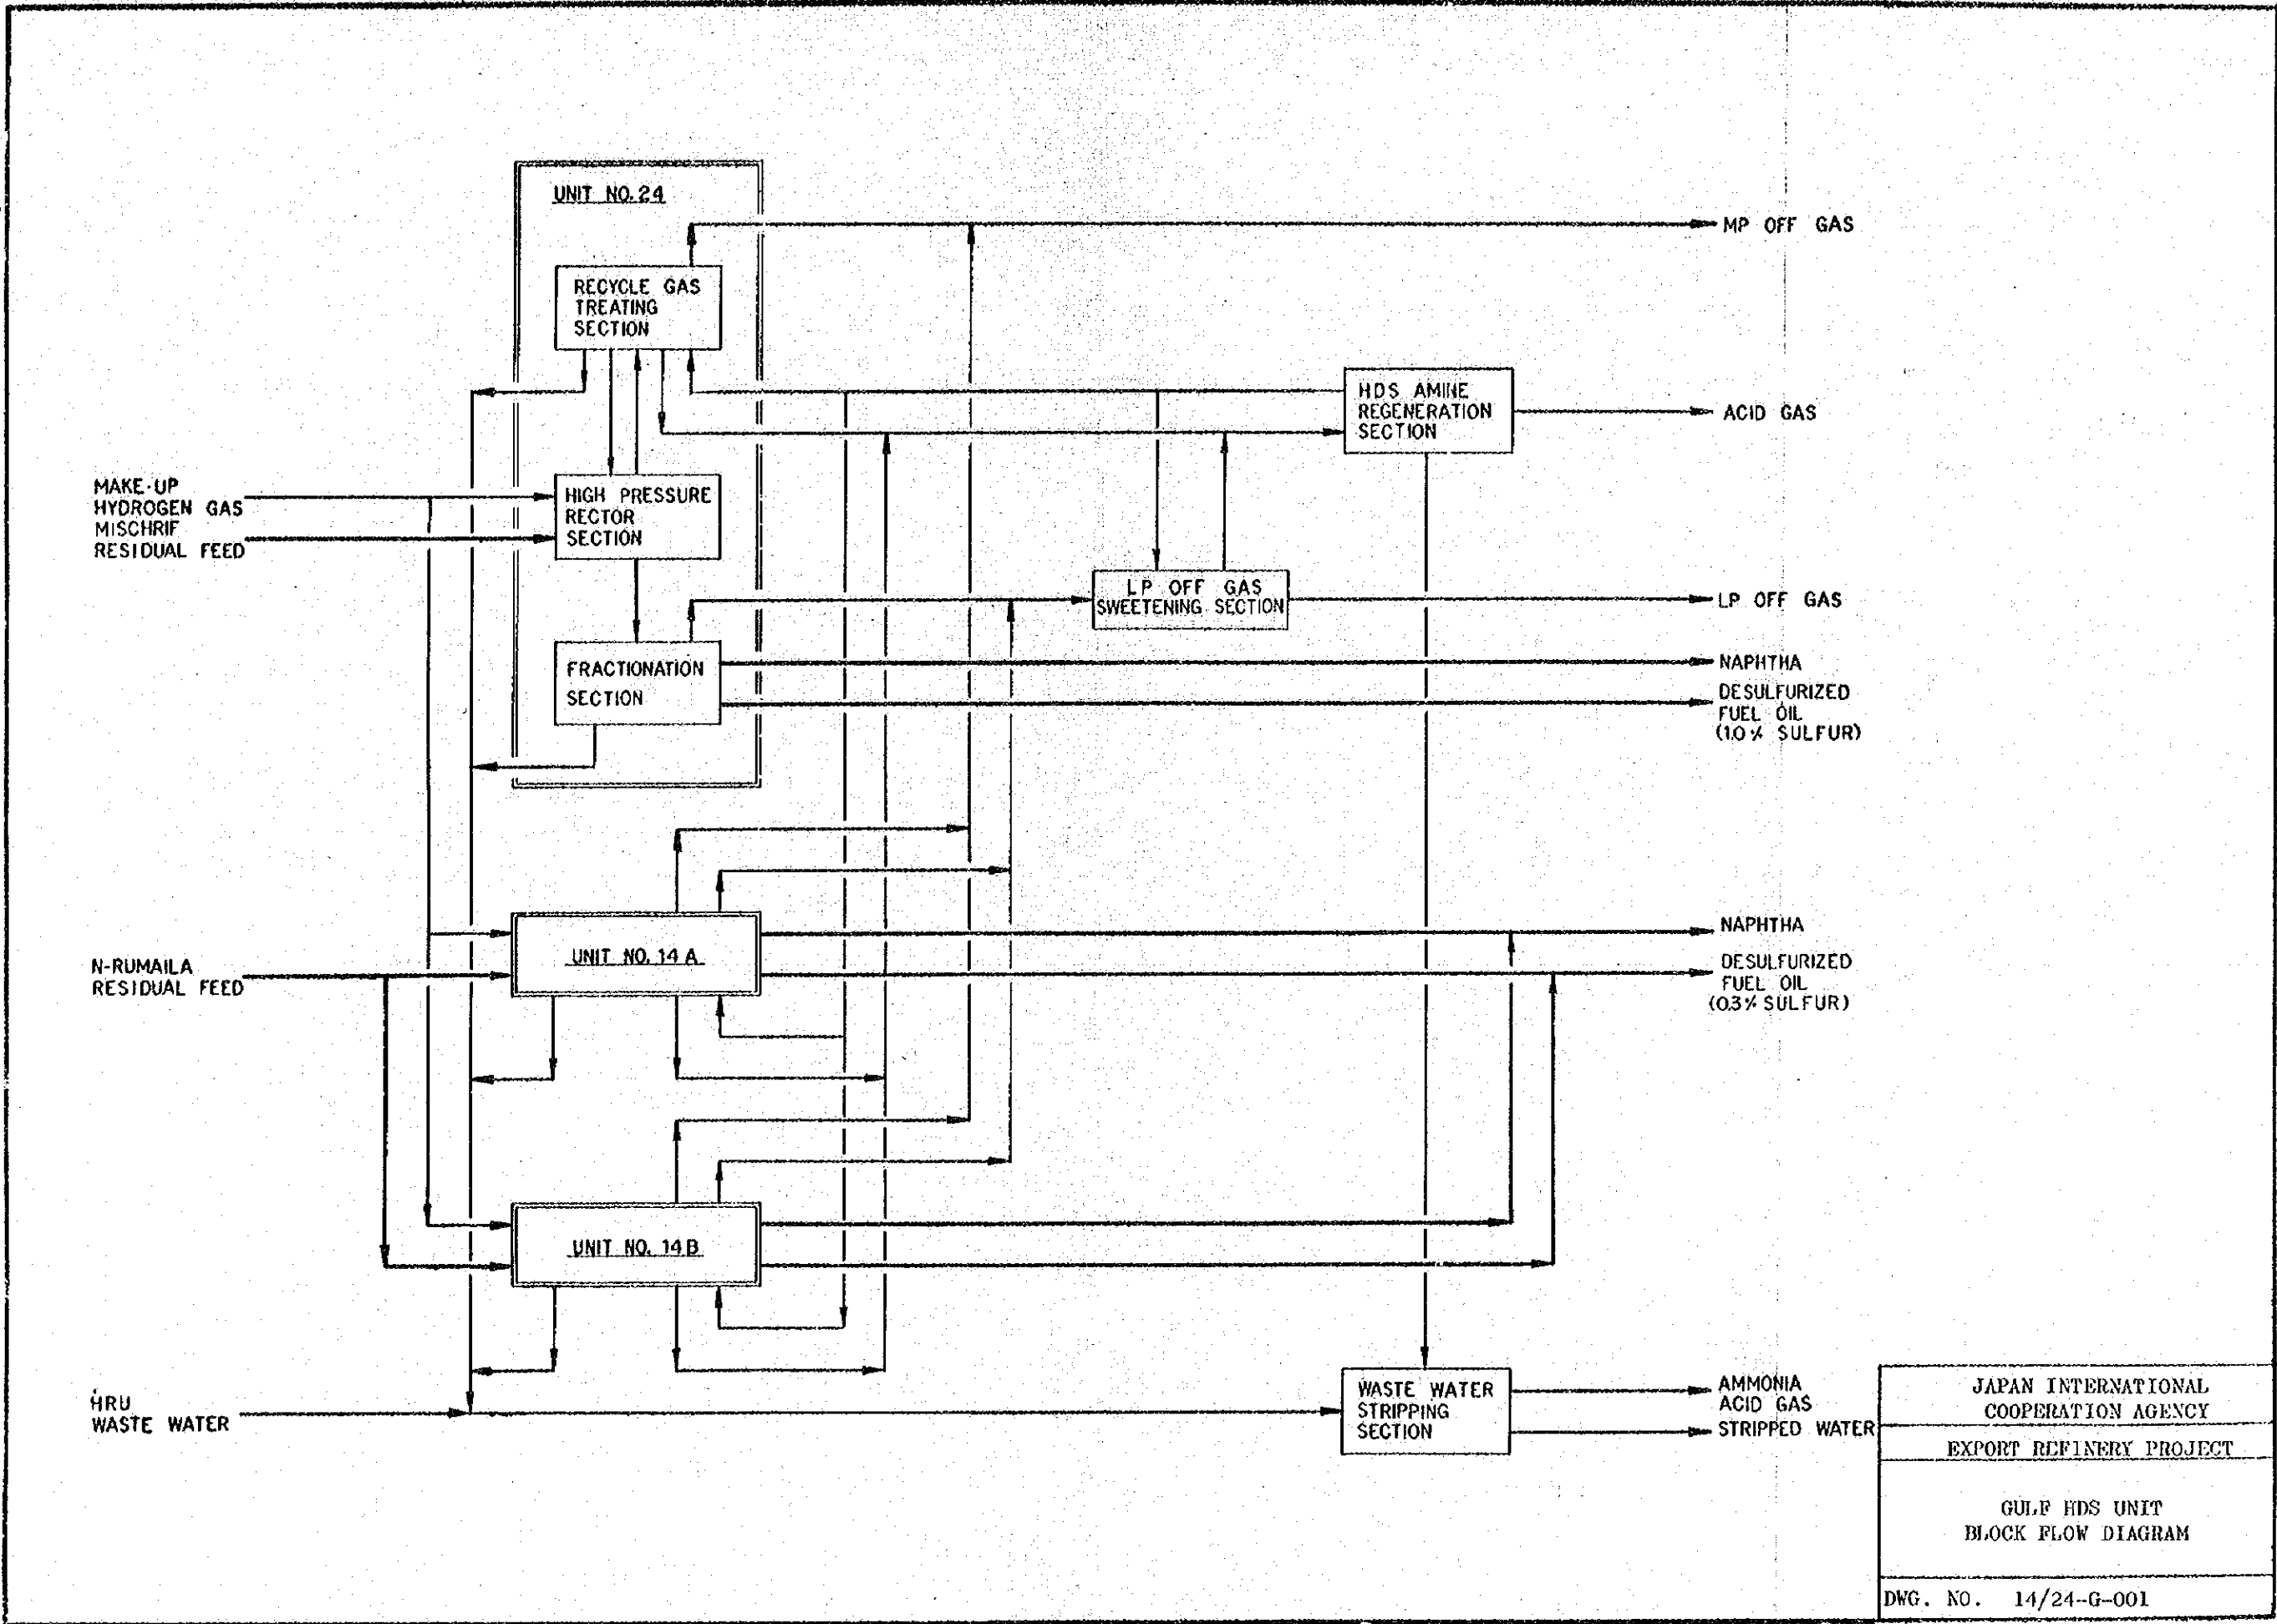 UNIT NO.24
MP OFF GAS
RECYCLE GAS
TREATING
SECTION
HDS AMINE
REGENERATION
SECTION
ACID GAS
MAKE-UP
HYDROGEN GAS
MISCHRIF
RESIDUAL FEED
HIGH PRESSURE
RECTOR
SECTION
LP OFF GAS
SWEETENING SECTION
LP OFF GAS
FRACTIONATION
SECTION
NAPHTHA
DESULFURIZED
FUEL OIL
(1.0% SULFUR)
N-RUMAILA
RESIDUAL FEED
UNIT NO. 14 A
NAPHTHA
DESULFURIZED
FUEL OIL
(0.3% SULFUR)
UNIT NO. 14 B
HRU
WASTE WATER
WASTE WATER
STRIPPING
SECTION
AMMONIA
ACID GAS
STRIPPED WATER
JAPAN INTERNATIONAL
COOPERATION AGENCY
EXPORT REFINERY PROJECT
GULF HDS UNIT
BLOCK FLOW DIAGRAM
DWG. NO. 14/24-G-001